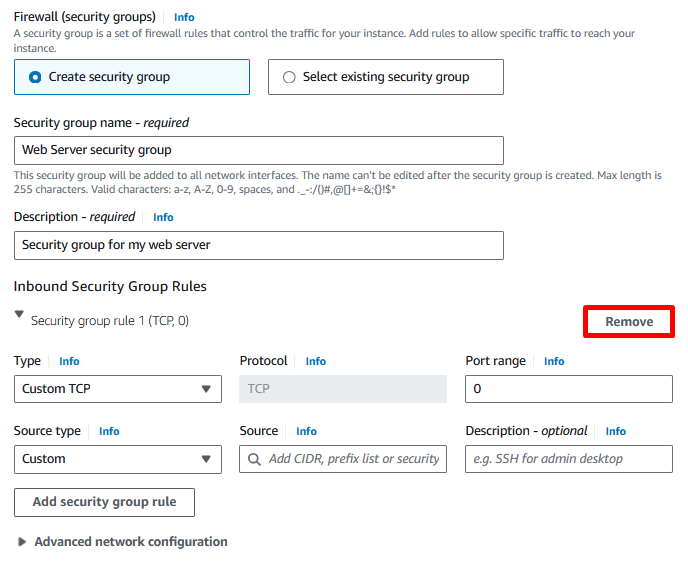 Firewall (security groups) Info
A security group is a set of firewall rules that control the traffic for your instance. Add rules to allow specific traffic to reach your
instance.
Create security group Select existing security group
Security group name - required
Web Server security group
This security group will be added to all network interfaces. The name can't be edited after the security group is created. Max length is
255 characters. Valid characters: a-z, A-Z, 0-9, spaces, and ._-:/()#,@[]+=&;{}!$*
Description - required Info
Security group for my web server
Inbound Security Group Rules
Security group rule 1 (TCP, 0) Remove
Type Info Protocol Info Port range Info
Custom TCP TCP 0
Source type Info Source Info Description - optional Info
Custom Add CIDR, prefix list or security e.g. SSH for admin desktop
Add security group rule
Advanced network configuration